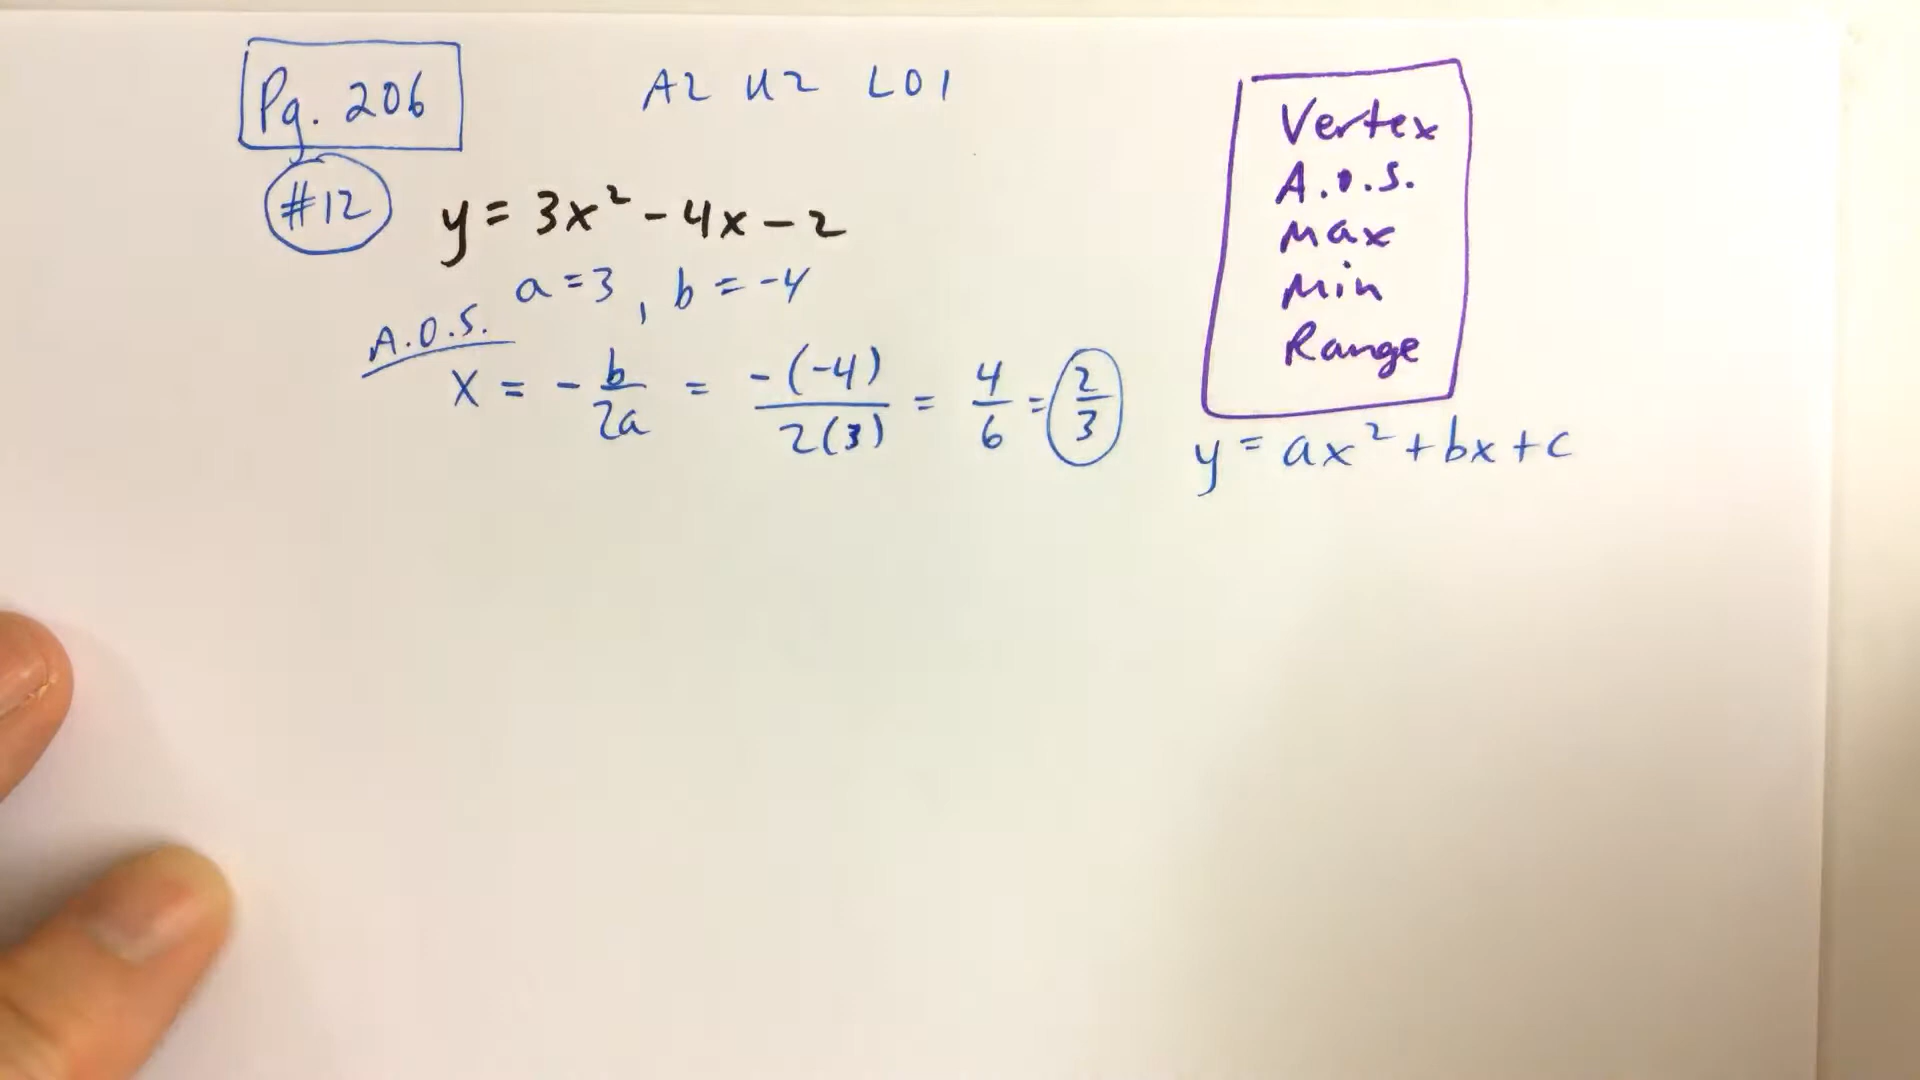 Pg. 206
A2 U2 L01
#12
y = 3x² - 4x - 2
a = 3, b = -4
A.O.S.
x = - b/2a = -(-4)/2(3) = 4/6 = 2/3
Vertex
A.O.S.
Max
Min
Range
y = ax² + bx + c